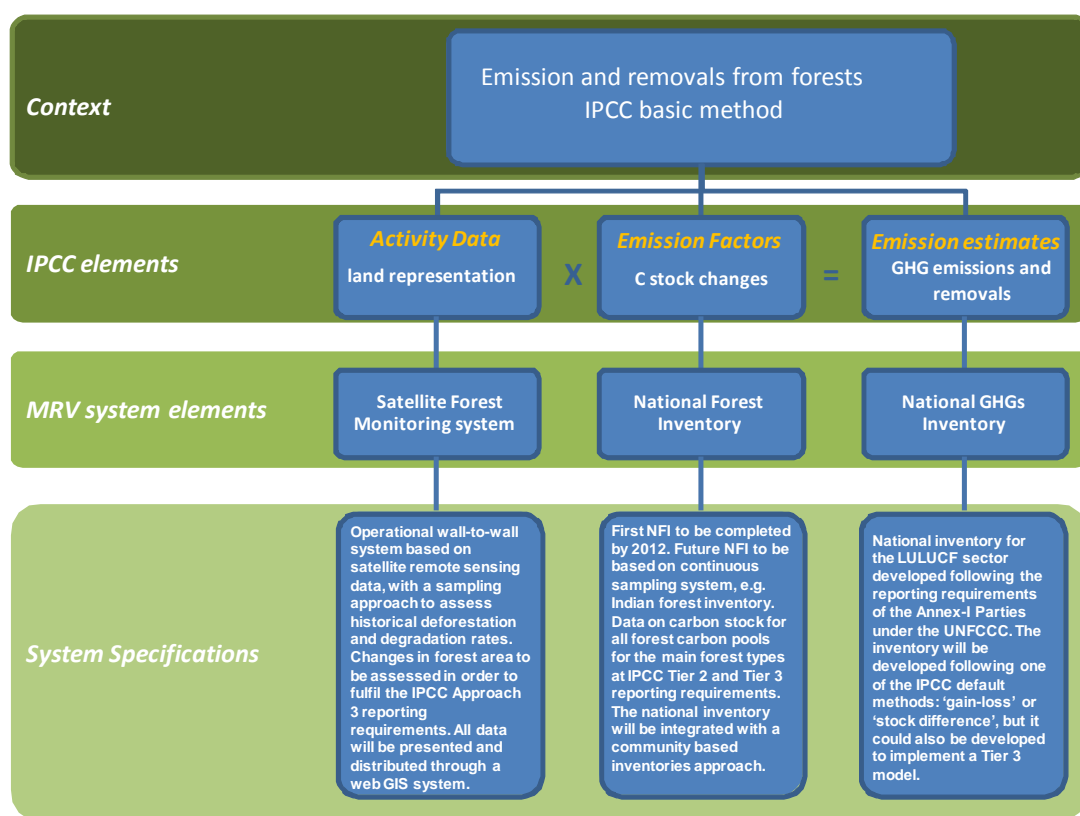 Context
Emission and removals from forests
IPCC basic method
IPCC elements
Activity Data
land representation
X
Emission Factors
C stock changes
=
Emission estimates
GHG emissions and
removals
MRV system elements
Satellite Forest
Monitoring system
National Forest
Inventory
National GHGs
Inventory
System Specifications
Operational wall-to-wall
system based on
satellite remote sensing
data, with a sampling
approach to assess
historical deforestation
and degradation rates.
Changes in forest area to
be assessed in order to
fulfil the IPCC Approach
3 reporting
requirements. All data
will be presented and
distributed through a
web GIS system.
First NFI to be completed
by 2012. Future NFI to be
based on continuous
sampling system, e.g.
Indian forest inventory.
Data on carbon stock for
all forest carbon pools
for the main forest types
at IPCC Tier 2 and Tier 3
reporting requirements.
The national inventory
will be integrated with a
community based
inventories approach.
National inventory for
the LULUCF sector
developed following the
reporting requirements
of the Annex-I Parties
under the UNFCCC. The
inventory will be
developed following one
of the IPCC default
methods: ‘gain-loss’ or
‘stock difference’, but it
could also be developed
to implement a Tier 3
model.